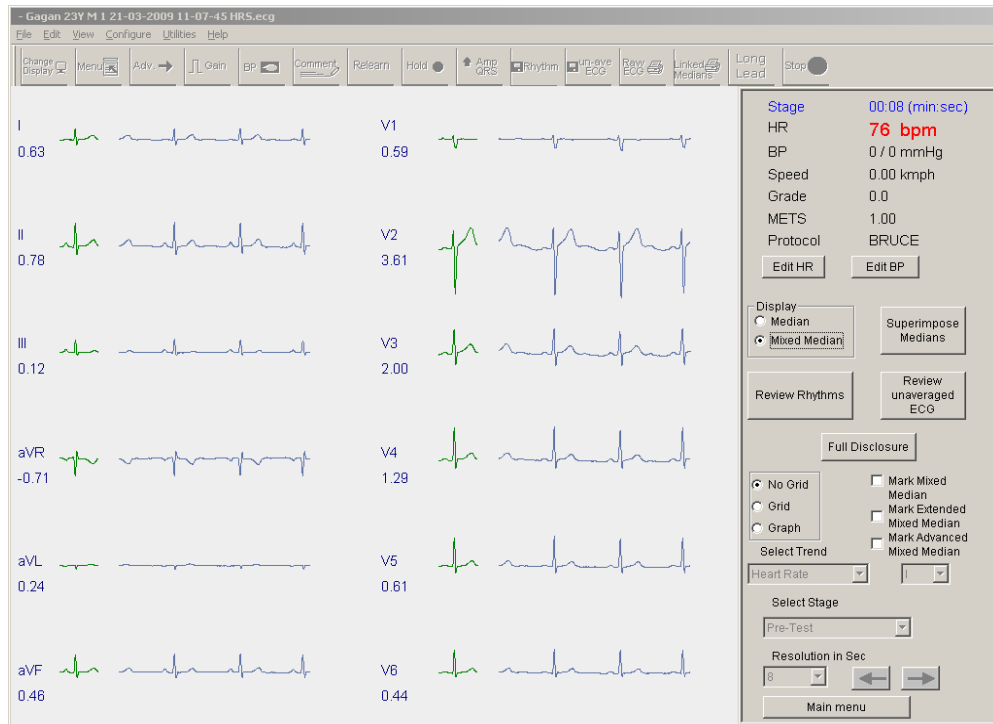 - Gagan 23Y M 1 21-03-2009 11-07-45 HRS.ecg
File Edit View Configure Utilities Help
Change Display Menu Adv. Gain BP Comment Relearn Hold Amp QRS Rhythm un-ave ECG Raw ECG Linked Medians Long Lead Stop
I
0.63
II
0.78
III
0.12
aVR
-0.71
aVL
0.24
aVF
0.46
V1
0.59
V2
3.61
V3
2.00
V4
1.29
V5
0.61
V6
0.44
Stage 00:08 (min:sec)
HR 76 bpm
BP 0 / 0 mmHg
Speed 0.00 kmph
Grade 0.0
METS 1.00
Protocol BRUCE
Edit HR Edit BP
Display
Median
Mixed Median
Superimpose
Medians
Review Rhythms
Review
unaveraged
ECG
Full Disclosure
No Grid
Grid
Graph
Mark Mixed
Median
Mark Extended
Mixed Median
Mark Advanced
Mixed Median
Select Trend
Heart Rate I
Select Stage
Pre-Test
Resolution in Sec
8
Main menu